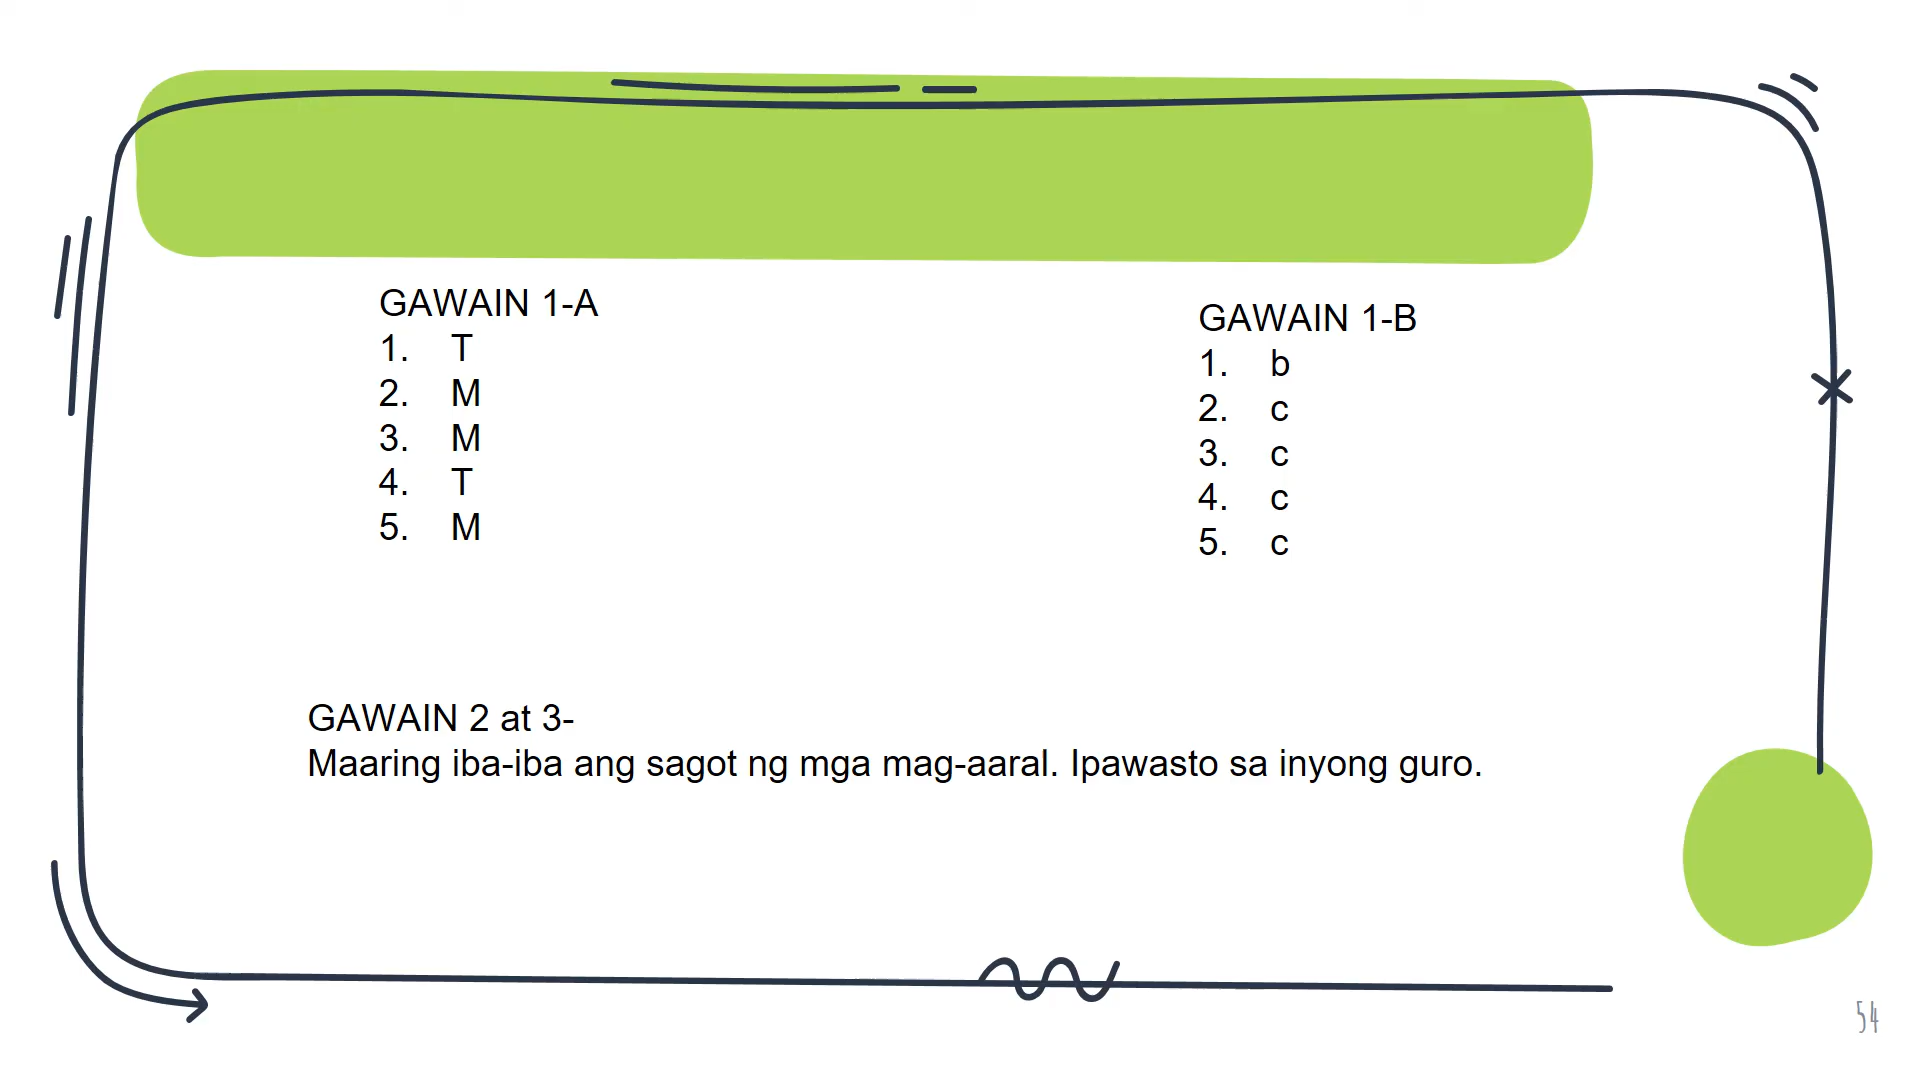 GAWAIN 1-A
1. T
2. M
3. M
4. T
5. M
GAWAIN 1-B
1. b
2. c
3. c
4. c
5. c
GAWAIN 2 at 3-
Maaring iba-iba ang sagot ng mga mag-aaral. Ipawasto sa inyong guro.
54